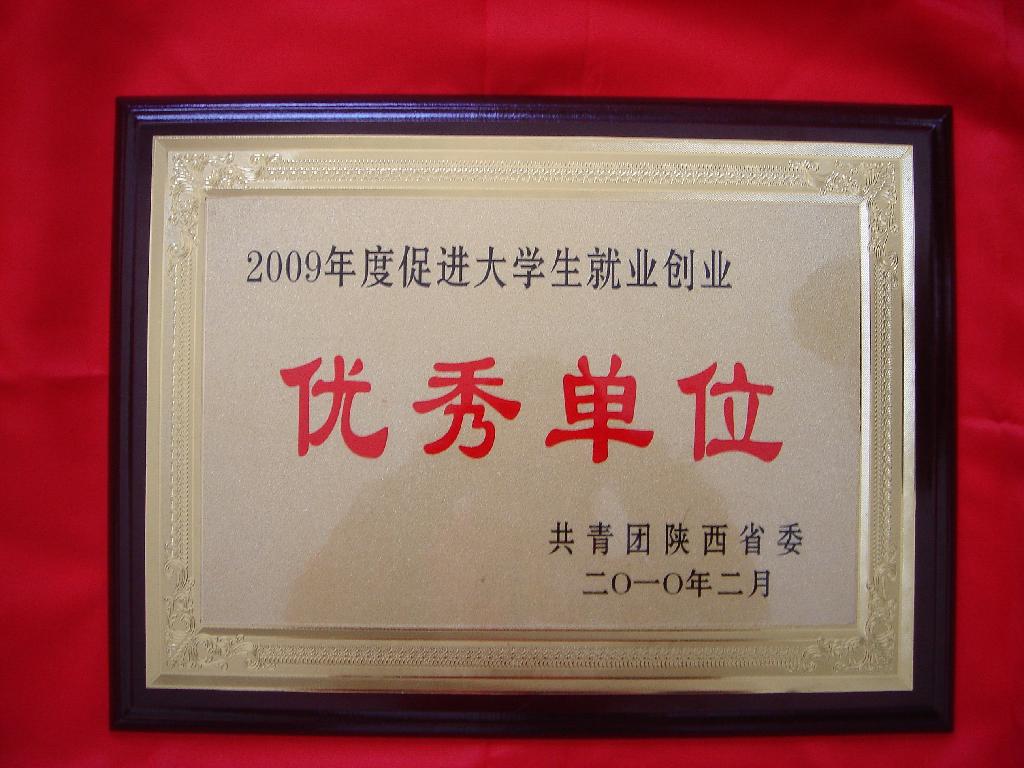 2009年度促进大学生就业创业
优秀单位
共青团陕西省委
二〇一〇年二月